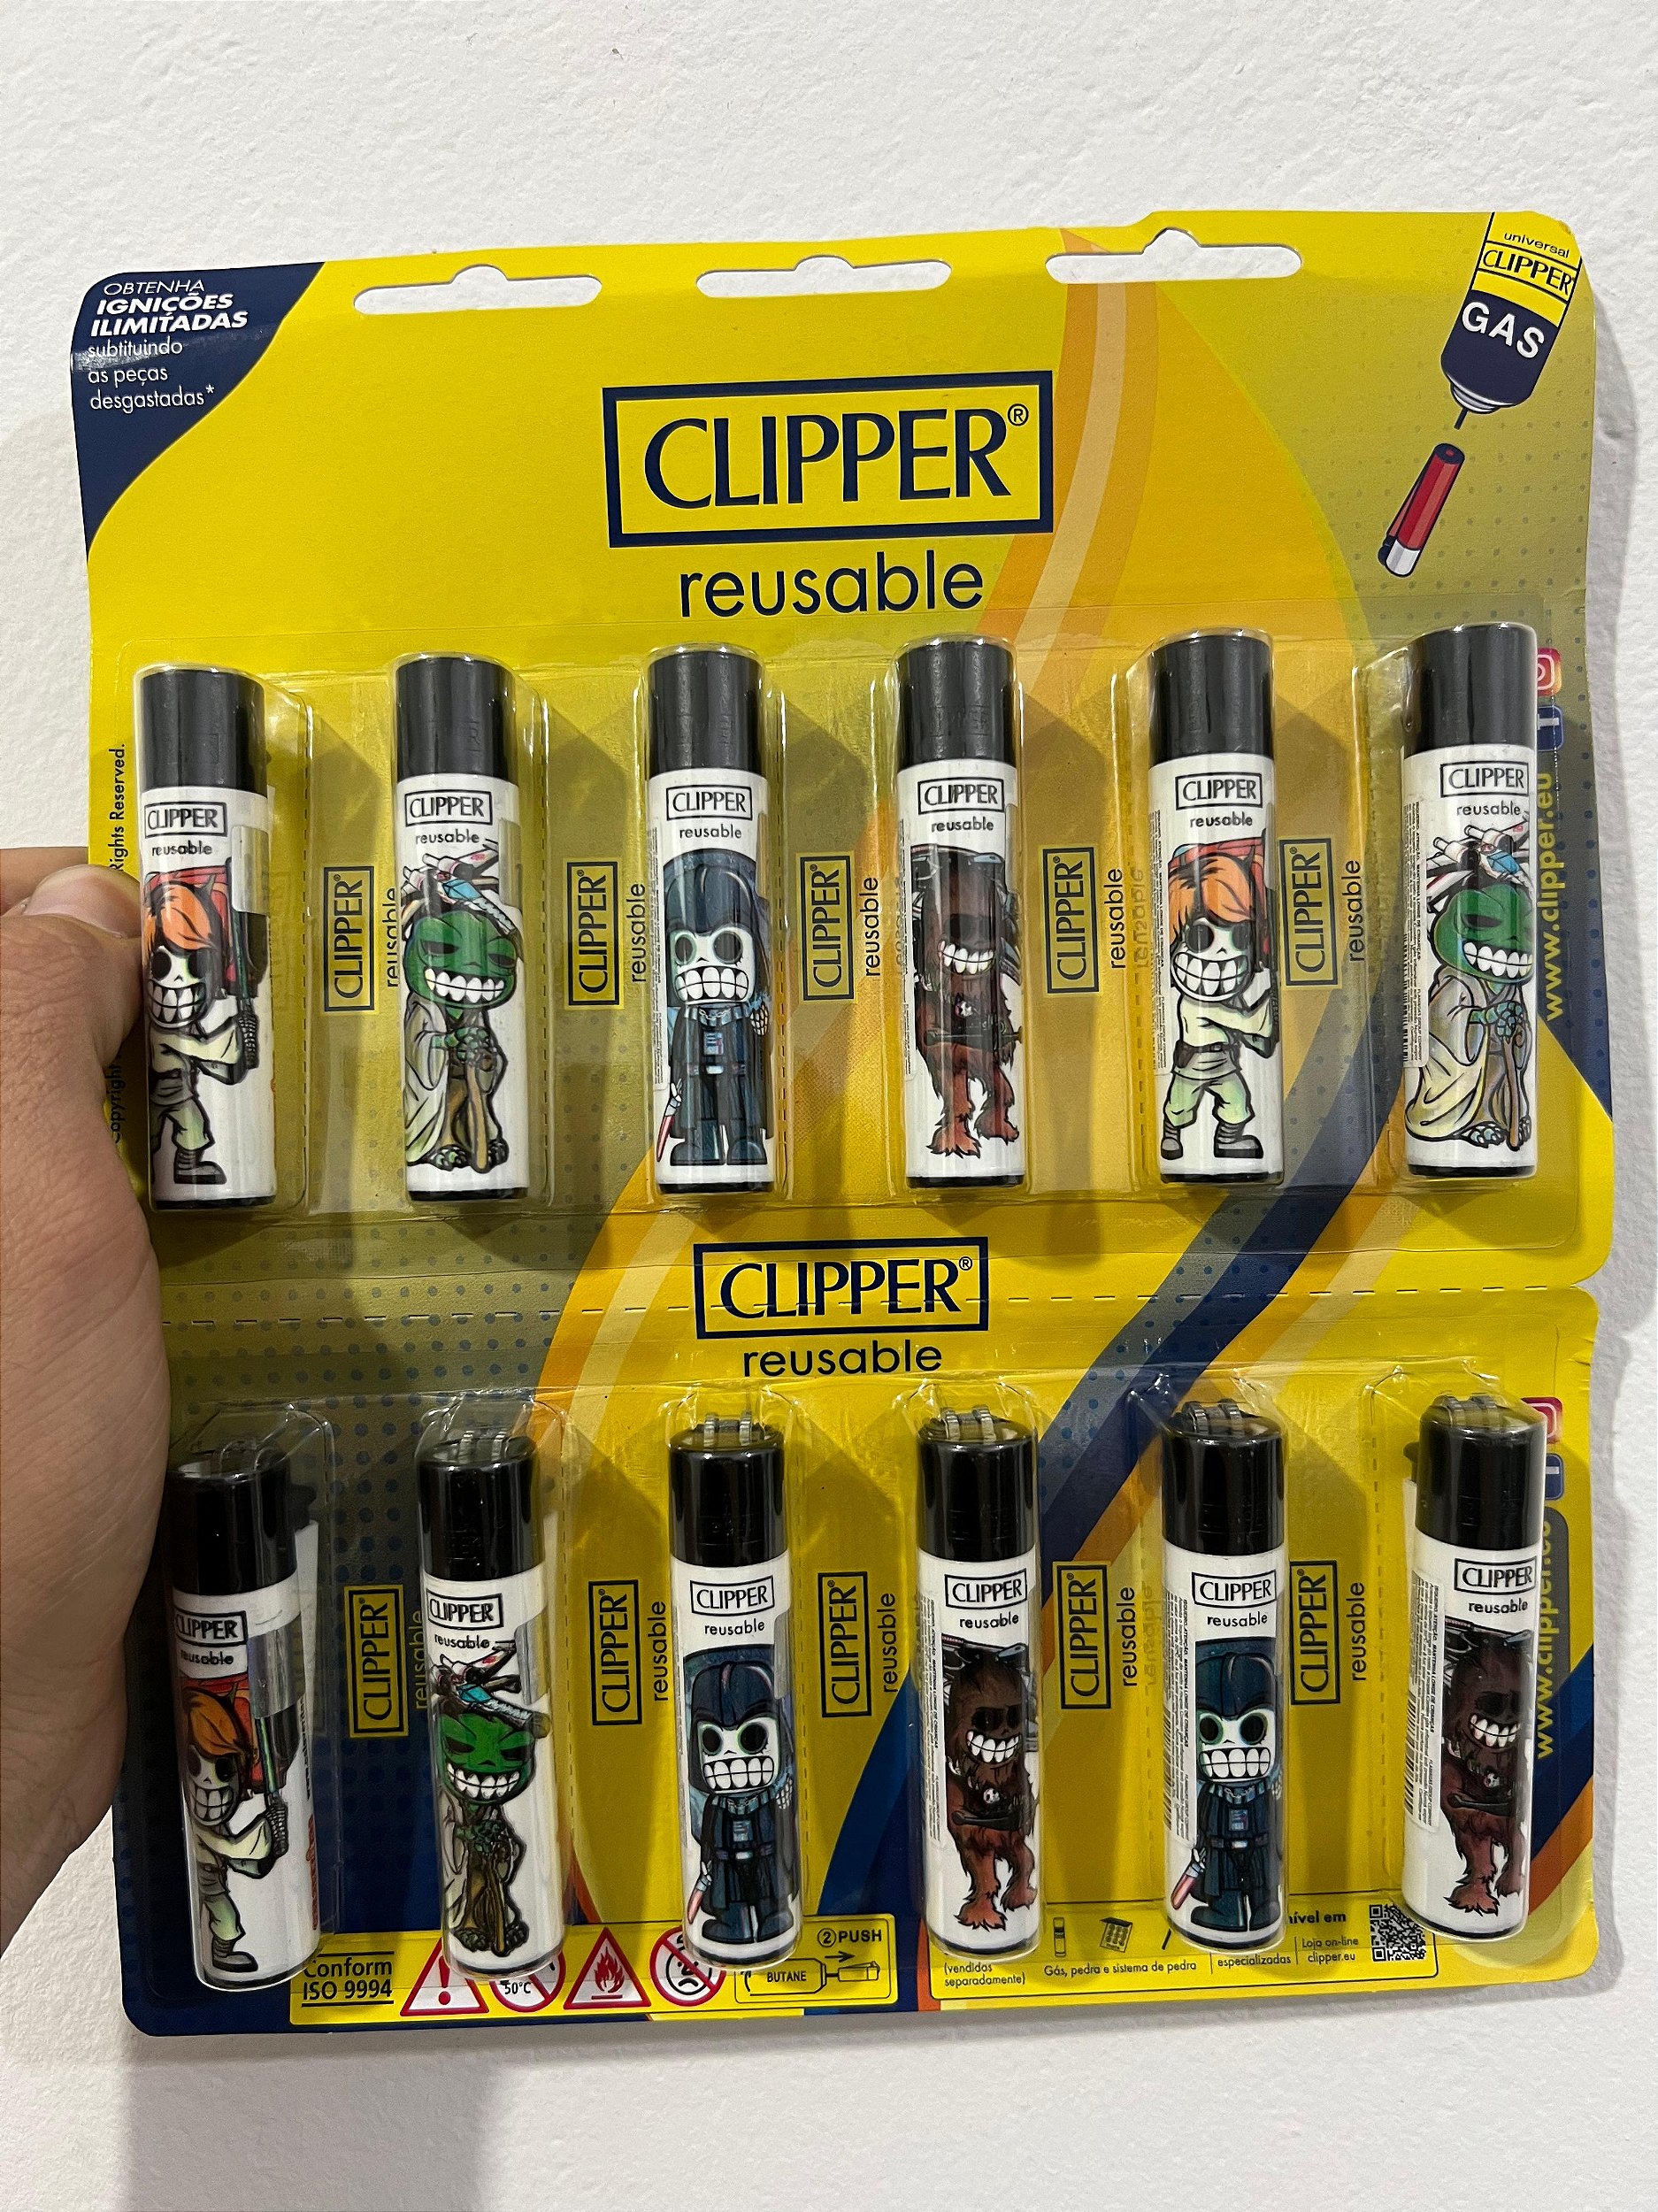 OBTENHA
IGNIÇÕES
ILIMITADAS
subtituindo
as peças
desgastadas*
universal
CLIPPER
GAS
CLIPPER®
reusable
Rights Reserved.
Copyright
CLIPPER
reusable
CLIPPER
reusable
CLIPPER
reusable
CLIPPER
reusable
CLIPPER
reusable
CLIPPER
reusable
CLIPPER
reusable
CLIPPER
reusable
CLIPPER
reusable
CLIPPER
reusable
CLIPPER
reusable
www.clipper.eu
CLIPPER®
reusable
CLIPPER
reusable
CLIPPER
reusable
CLIPPER
reusable
CLIPPER
reusable
CLIPPER
reusable
CLIPPER
reusable
CLIPPER
reusable
CLIPPER
reusable
CLIPPER
reusable
CLIPPER
reusable
CLIPPER
reusable
www.clipper.eu
Conform
ISO 9994
50°C
②PUSH
BUTANE
(vendidos
separadamente)
Gás, pedra e sistema de pedra
especializadas
Loja on-line
clipper.eu